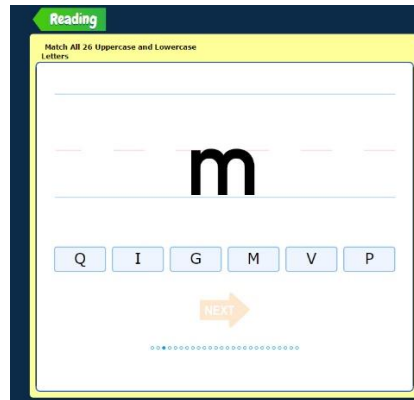 Reading
Match All 26 Uppercase and Lowercase
Letters
m
Q I G M V P
NEXT